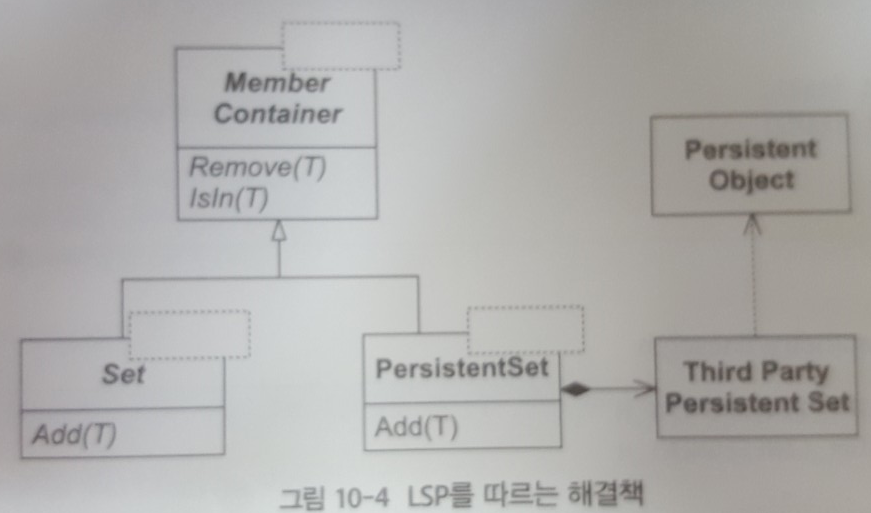 Member
Container
Remove(T)
IsIn(T)
Persistent
Object
Set
Add(T)
PersistentSet
Add(T)
Third Party
Persistent Set
그림 10-4 LSP를 따르는 해결책